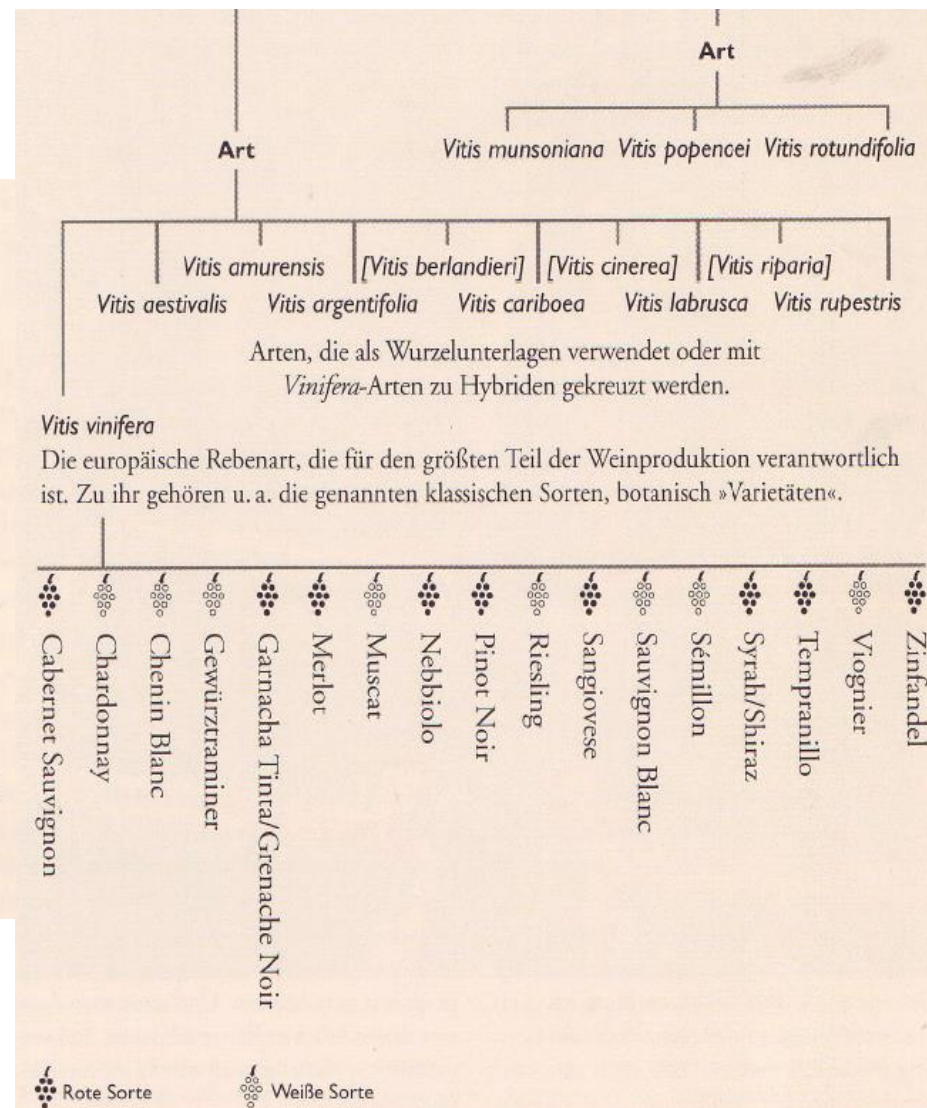 Art
Vitis munsoniana Vitis popenoei Vitis rotundifolia
Art
Vitis amurensis [Vitis berlandieri] [Vitis cinerea] [Vitis riparia]
Vitis aestivalis Vitis argentifolia Vitis cariboea Vitis labrusca Vitis rupestris
Arten, die als Wurzelunterlagen verwendet oder mit
Vinifera-Arten zu Hybriden gekreuzt werden.
Vitis vinifera
Die europäische Rebenart, die für den größten Teil der Weinproduktion verantwortlich
ist. Zu ihr gehören u. a. die genannten klassischen Sorten, botanisch »Varietäten«.
Cabernet Sauvignon
Chardonnay
Chenin Blanc
Gewürztraminer
Garnacha Tinta/Grenache Noir
Merlot
Muscat
Nebbiolo
Pinot Noir
Riesling
Sangiovese
Sauvignon Blanc
Sémillon
Syrah/Shiraz
Tempranillo
Viognier
Zinfandel
Rote Sorte Weiße Sorte